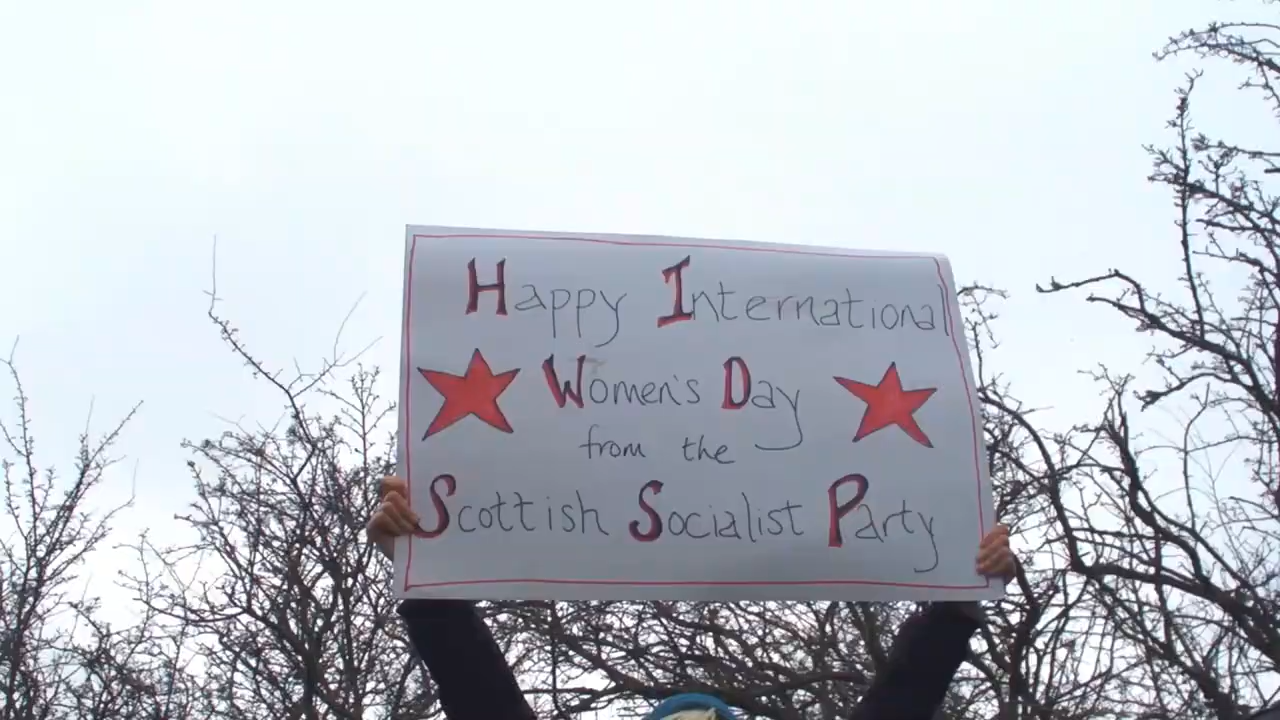 Happy International
Women's Day
from the
Scottish Socialist Party